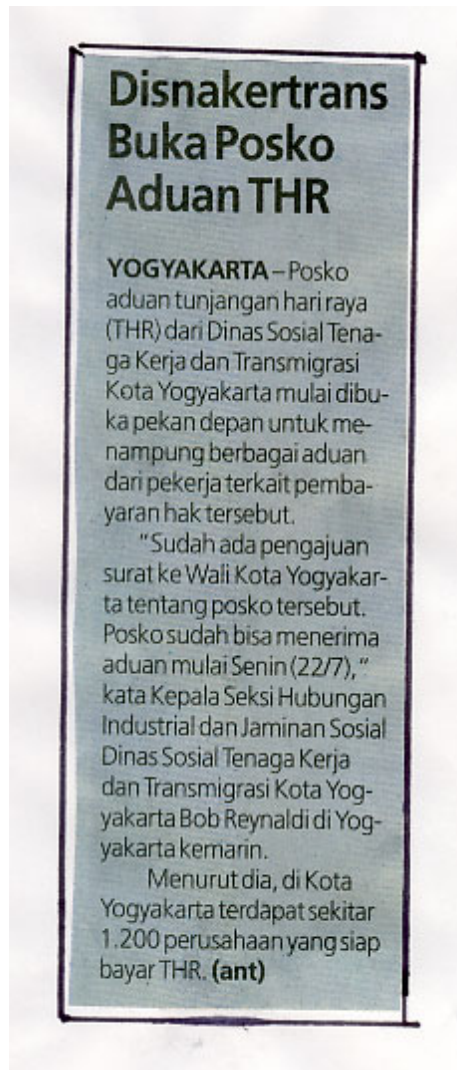 Disnakertrans
Buka Posko
Aduan THR
YOGYAKARTA – Posko
aduan tunjangan hari raya
(THR) dari Dinas Sosial Tena-
ga Kerja dan Transmigrasi
Kota Yogyakarta mulai dibu-
ka pekan depan untuk me-
nampung berbagai aduan
dari pekerja terkait pemba-
yaran hak tersebut.
"Sudah ada pengajuan
surat ke Wali Kota Yogyakar-
ta tentang posko tersebut.
Posko sudah bisa menerima
aduan mulai Senin (22/7),"
kata Kepala Seksi Hubungan
Industrial dan Jaminan Sosial
Dinas Sosial Tenaga Kerja
dan Transmigrasi Kota Yog-
yakarta Bob Reynaldi di Yog-
yakarta kemarin.
Menurut dia, di Kota
Yogyakarta terdapat sekitar
1.200 perusahaan yang siap
bayar THR. (ant)